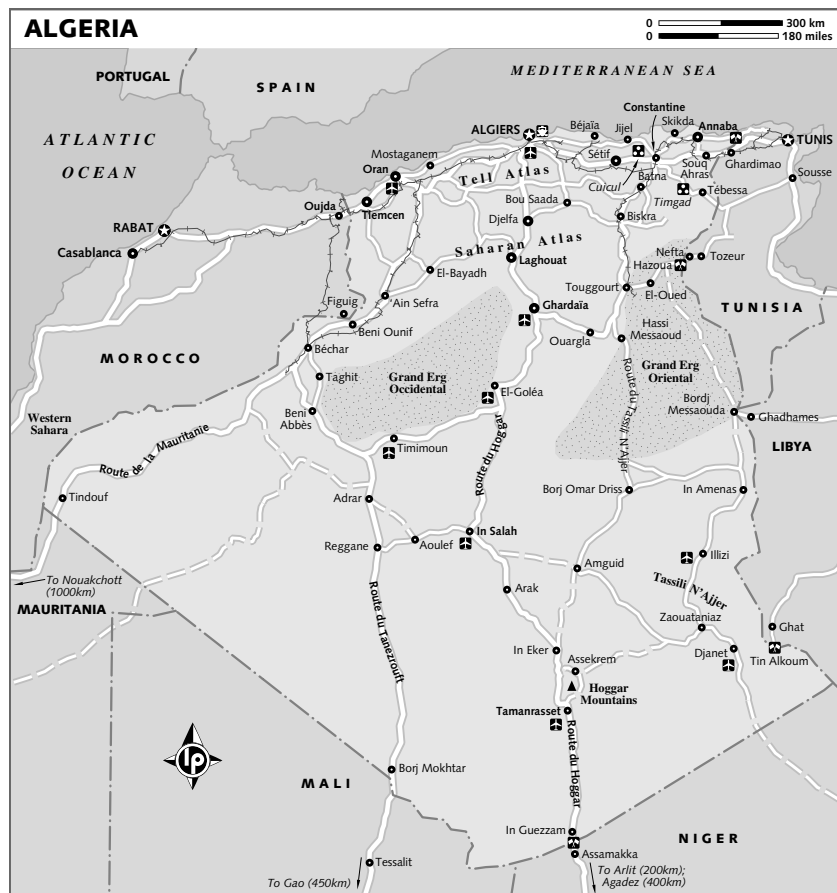 ALGERIA
0 300 km
0 180 miles
PORTUGAL
SPAIN
MEDITERRANEAN SEA
ATLANTIC
OCEAN
ALGIERS
Béjaïa
Jijel
Constantine
Skikda
Annaba
TUNIS
Mostaganem
Sétif
Souq
Ahras
Ghardimao
Oran
Tell Atlas
Cuicul
Batna
Timgad
Tébessa
Sousse
Oujda
Tlemcen
Bou Saada
Djelfa
Biskra
RABAT
Casablanca
Saharan Atlas
Laghouat
Nefta
Hazoua
Tozeur
El-Bayadh
Touggourt
El-Oued
TUNISIA
Figuig
Ain Sefra
Ghardaïa
Beni Ounif
Ouargla
Hassi
Messaoud
MOROCCO
Béchar
Taghit
Grand Erg
Occidental
Grand Erg
Oriental
El-Goléa
Route du Tassili N'Ajjer
Western
Sahara
Beni
Abbès
Bordj
Messaouda
Ghadhames
LIBYA
Route de la Mauritanie
Timimoun
Route du Hoggar
Tindouf
Adrar
Borj Omar Driss
In Amenas
In Salah
Reggane
Aoulef
Amguid
Illizi
To Nouakchott
(1000km)
MAURITANIA
Arak
Tassili N'Ajjer
Zaouataniaz
Ghat
Route du Tanezrouft
In Eker
Assekrem
Djanet
Tin Alkoum
Hoggar
Mountains
Tamanrasset
lp
Route du Hoggar
Borj Mokhtar
MALI
In Guezzam
NIGER
Assamakka
Tessalit
To Gao (450km)
To Arlit (200km);
Agadez (400km)